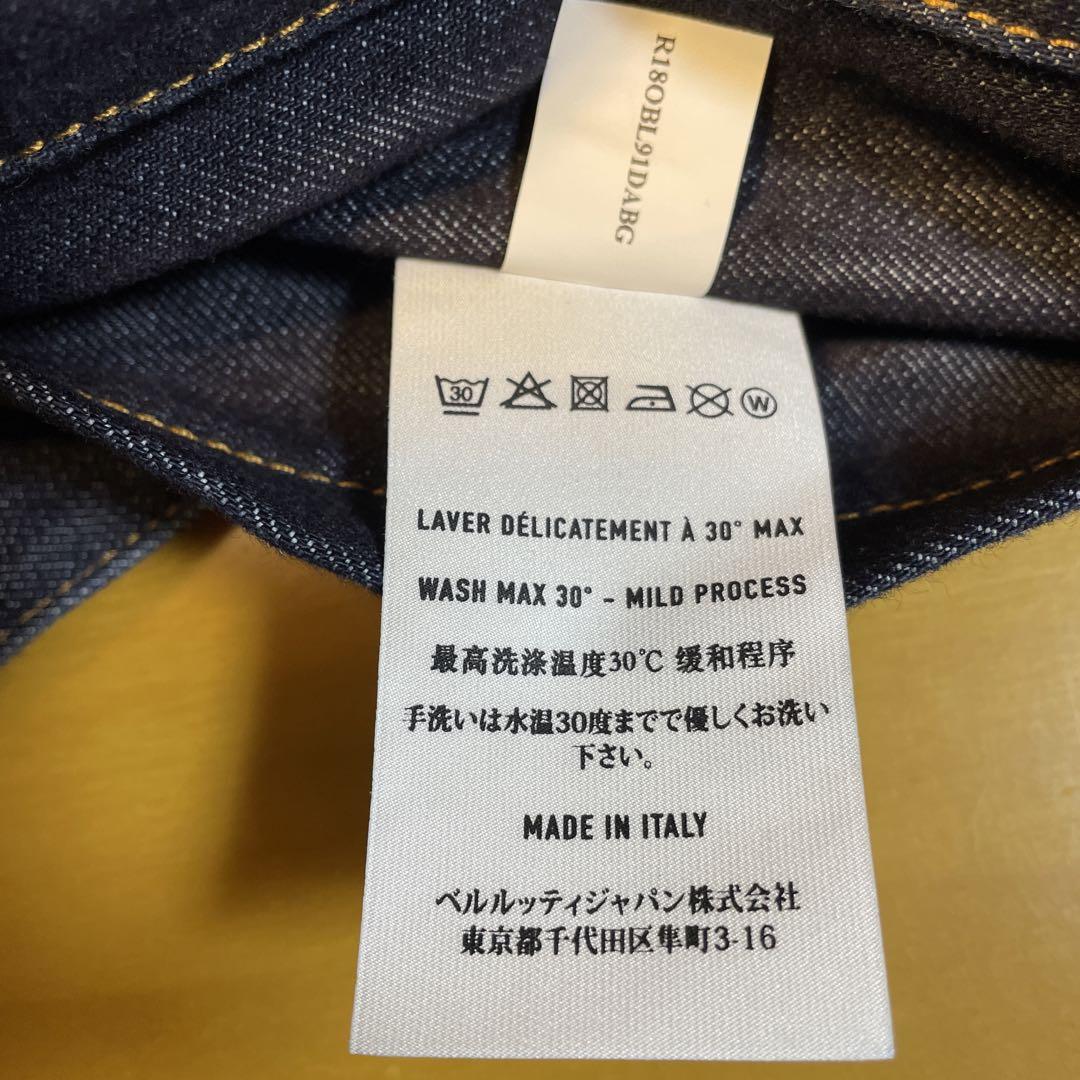 R18OBL91DABG
30 W
LAVER DÉLICATEMENT À 30° MAX
WASH MAX 30° - MILD PROCESS
最高洗涤温度30℃ 缓和程序
手洗いは水温30度までで優しくお洗い
下さい。
MADE IN ITALY
ベルルッティジャパン株式会社
東京都千代田区隼町3-16